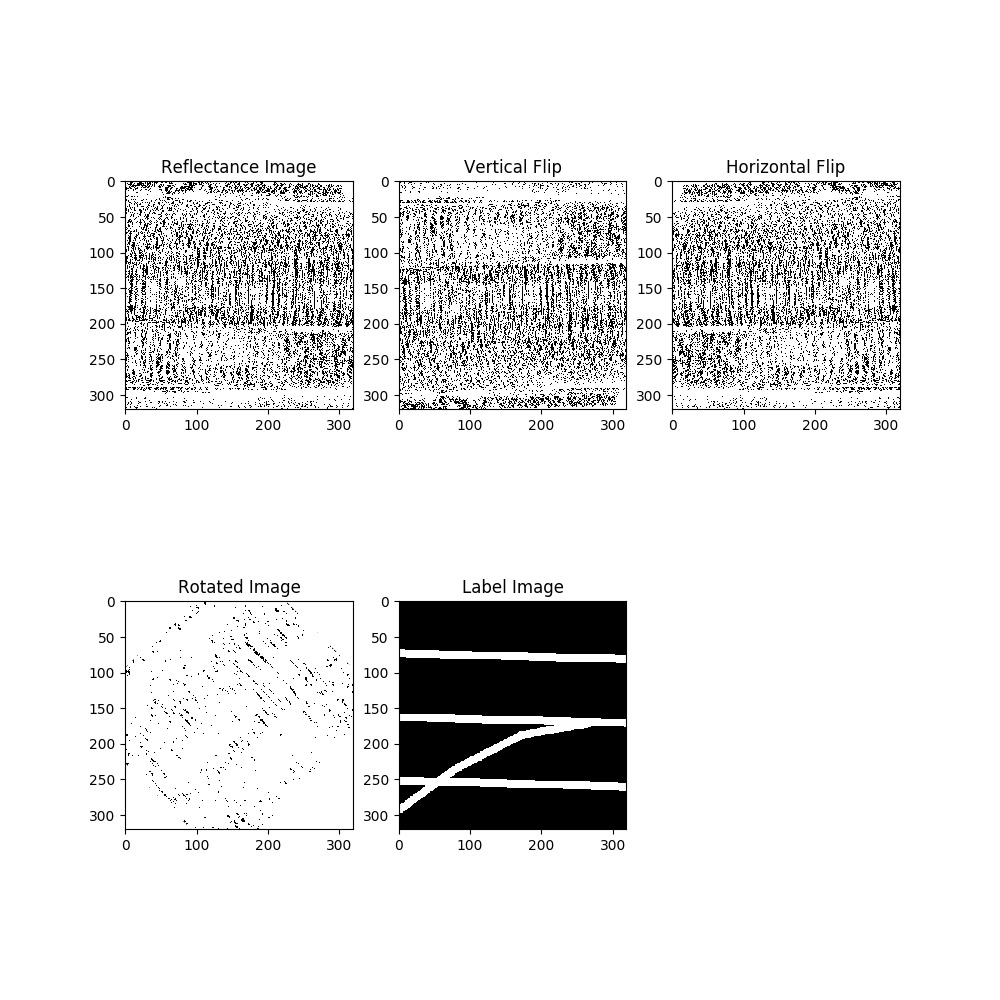 Reflectance Image Vertical Flip Horizontal Flip
0 0 0
50 50 50
100 100 100
150 150 150
200 200 200
250 250 250
300 300 300
0 100 200 300 0 100 200 300 0 100 200 300
Rotated Image Label Image
0 0
50 50
100 100
150 150
200 200
250 250
300 300
0 100 200 300 0 100 200 300